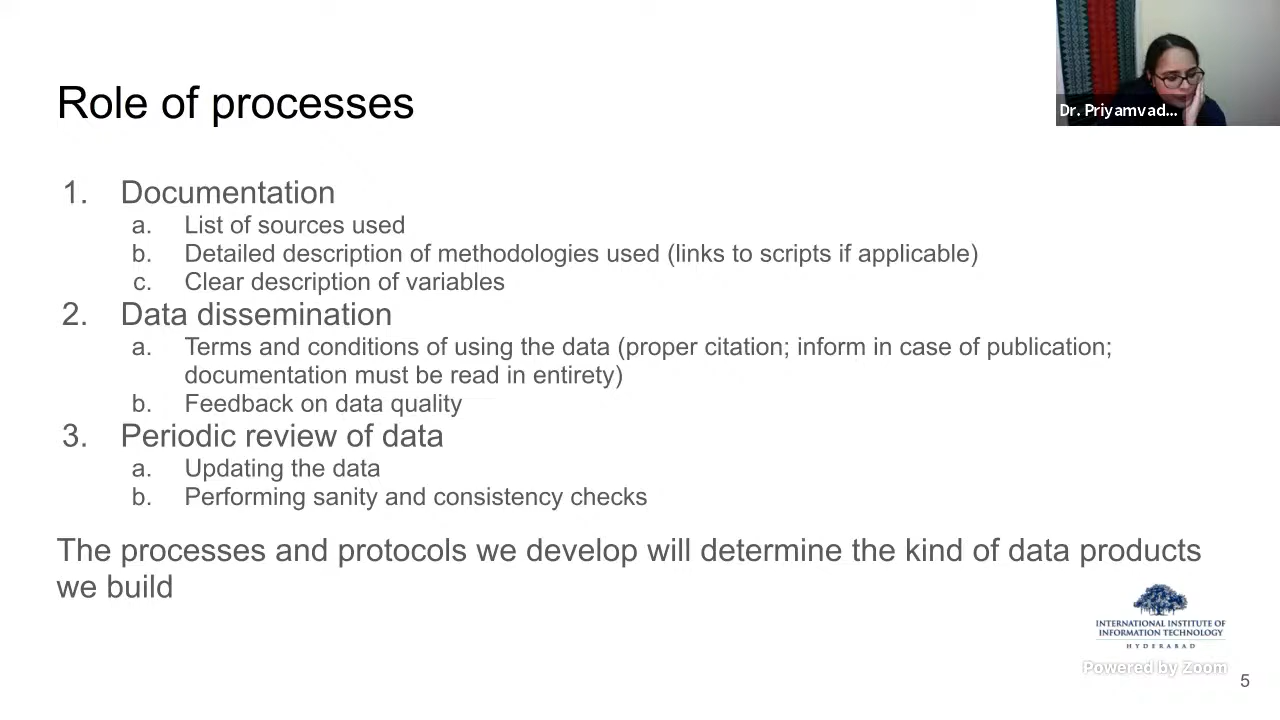 Role of processes
Dr. Priyamvad...
1. Documentation
a. List of sources used
b. Detailed description of methodologies used (links to scripts if applicable)
c. Clear description of variables
2. Data dissemination
a. Terms and conditions of using the data (proper citation; inform in case of publication;
documentation must be read in entirety)
b. Feedback on data quality
3. Periodic review of data
a. Updating the data
b. Performing sanity and consistency checks
The processes and protocols we develop will determine the kind of data products
we build
INTERNATIONAL INSTITUTE OF
INFORMATION TECHNOLOGY
HYDERABAD
Powered by Zoom
5